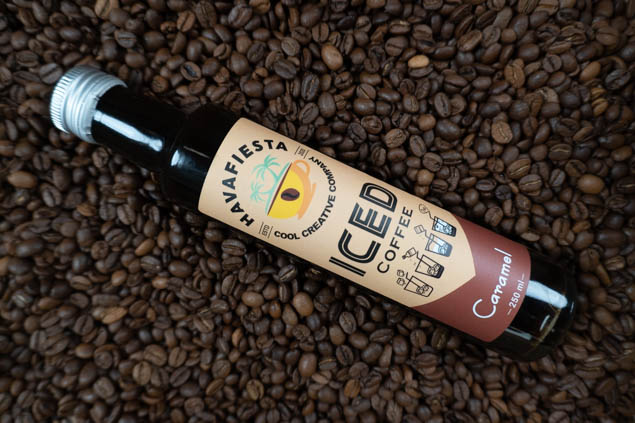 HAVAFIESTA
COOL CREATIVE COMPANY
ICED
COFFEE
Caramel
– 250 ml –